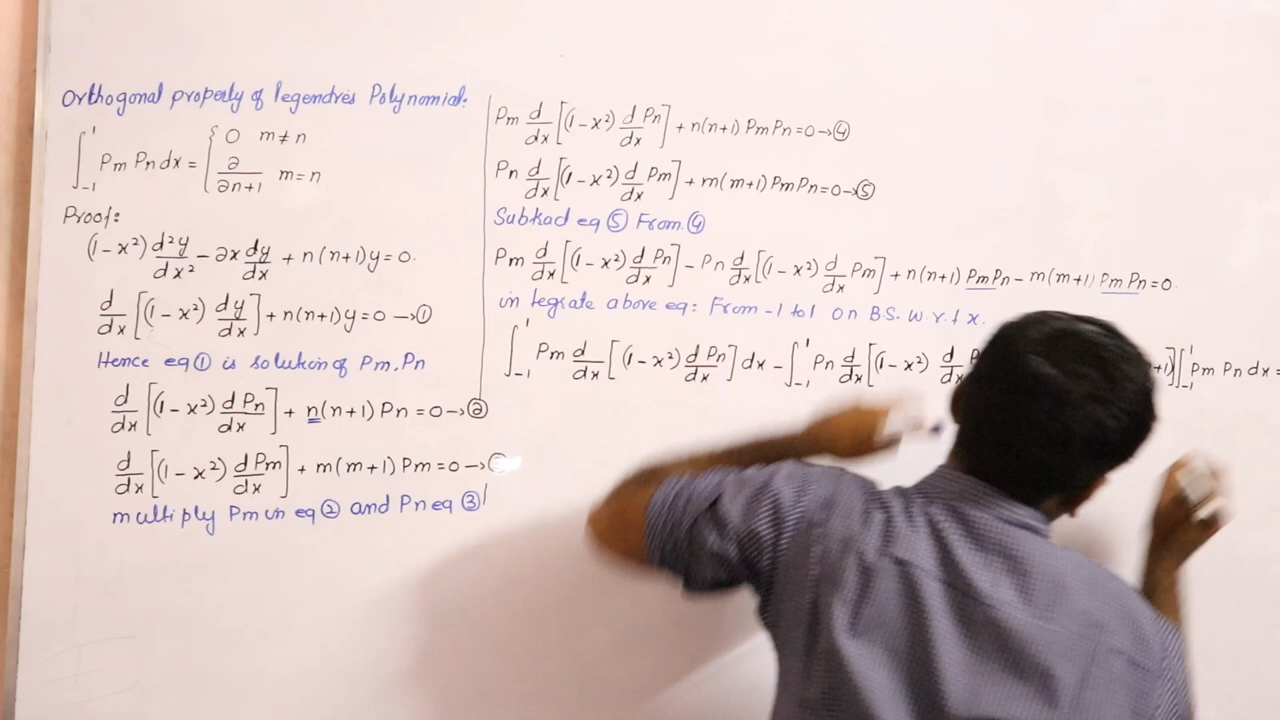 Orthogonal property of legendres Polynomial:
∫₋₁¹ Pm Pn dx = { 0 m ≠ n
∂/∂n+1 m = n
Proof:
(1-x²) d²y/dx² - ∂x dy/dx + n(n+1)y = 0.
d/dx [(1-x²) dy/dx] + n(n+1)y = 0 → ①
Hence eq ① is solution of Pm, Pn
d/dx [(1-x²) dPn/dx] + n(n+1) Pn = 0 → ②
d/dx [(1-x²) dPm/dx] + m(m+1) Pm = 0 →
multiply Pm in eq ② and Pn eq ③
Pm d/dx [(1-x²) d/dx Pn] + n(n+1) Pm Pn = 0 → ④
Pn d/dx [(1-x²) d/dx Pm] + m(m+1) Pm Pn = 0 → ⑤
eq ⑤ From ④
Pm d/dx [(1-x²) d/dx Pn] - Pn d/dx [(1-x²) d/dx Pm] + n(n+1) Pm Pn - m(m+1) Pm Pn = 0.
integrate above eq: From -1 to 1 on B.S. w.r.t x.
∫₋₁¹ Pm d/dx [(1-x²) d Pn/dx] dx - ∫₋₁¹ Pn d/dx [(1-x²) d/dx +1)] ∫₋₁¹ Pm Pn dx =